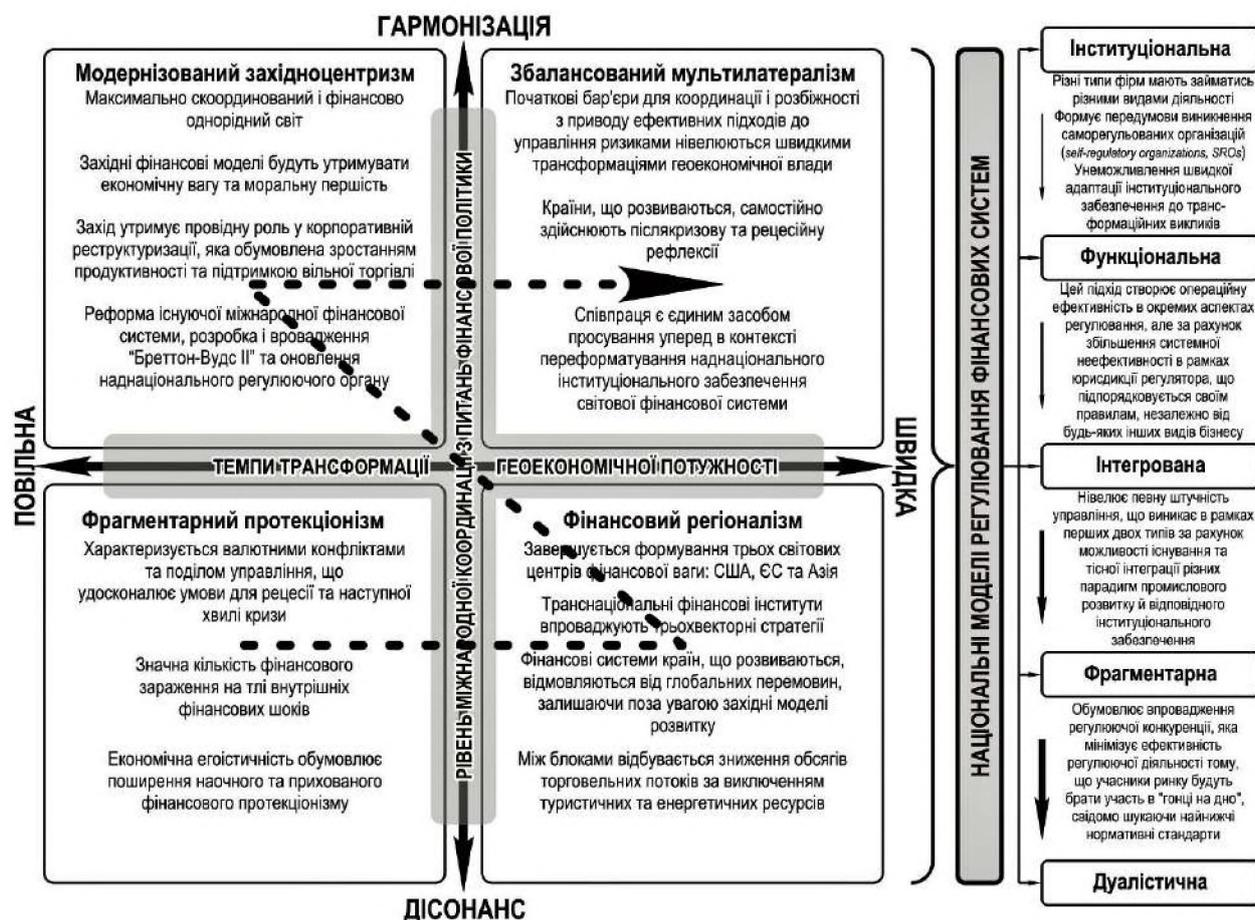 ГАРМОНІЗАЦІЯ
Модернізований західноцентризм
Максимально скоординований і фінансово
однорідний світ
Західні фінансові моделі будуть утримувати
економічну вагу та моральну першість
Захід утримує провідну роль у корпоративній
реструктуризації, яка обумовлена зростанням
продуктивності та підтримкою вільної торгівлі
Реформа існуючої міжнародної фінансової
системи, розробка і вровадження
"Бреттон-Вудс II" та оновлення
наднаціонального регулюючого органу
Збалансований мультилатералізм
Початкові бар'єри для координації і розбіжності
з приводу ефективних підходів до
управління ризиками нівелюються швидкими
трансформаціями геоекономічної влади
Країни, що розвиваються, самостійно
здійснюють післякризову та рецесійну
рефлексії
Співпраця є єдиним засобом
просування уперед в контексті
переформатування наднаціонального
інституціонального забезпечення
світової фінансової системи
ПОВІЛЬНА
ТЕМПИ ТРАНСФОРМАЦІЇ
ГЕОЕКОНОМІЧНОЇ ПОТУЖНОСТІ
ШВИДКА
РІВЕНЬ МІЖНАРОДНОЇ КООРДИНАЦІЇ З ПИТАНЬ ФІНАНСОВОЇ ПОЛІТИКИ
Фрагментарний протекціонізм
Характеризується валютними конфліктами
та поділом управління, що
удосконалює умови для рецесії та наступної
хвилі кризи
Значна кількість фінансового
зараження на тлі внутрішніх
фінансових шоків
Економічна егоістичність обумовлює
поширення наочного та прихованого
фінансового протекціонізму
Фінансовий регіоналізм
Завершується формування трьох світових
центрів фінансової ваги: США, ЄС та Азія
Транснаціональні фінансові інститути
впроваджують трьохвекторні стратегії
Фінансові системи країн, що розвиваються,
відмовляються від глобальних перемовин,
залишаючи поза увагою західні моделі
розвитку
Між блоками відбувається зниження обсягів
торговельних потоків за виключенням
туристичних та енергетичних ресурсів
ДІСОНАНС
НАЦІОНАЛЬНІ МОДЕЛІ РЕГУЛЮВАННЯ ФІНАНСОВИХ СИСТЕМ
Інституціональна
Різні типи фірм мають займатись
різними видами діяльності
Формує передумови виникнення
саморегульованих організацій
(self-regulatory organizations, SROs)
Унеможливлення швидкої
адаптації інституціонального
забезпечення до транс-
формаційних викликів
Функціональна
Цей підхід створює операційну
ефективність в окремих аспектах
регулювання, але за рахунок
збільшення системної
неефективності в рамках
юрисдикції регулятора, що
підпорядковується своїм
правилам, незалежно від
будь-яких інших видів бізнесу
Інтегрована
Нівелює певну штучність
управління, що виникає в рамках
перших двох типів за рахунок
можливості існування та
тісної інтеграції різних
парадигм промислового
розвитку й відповідного
інституціонального
забезпечення
Фрагментарна
Обумовлює впровадження
регулюючої конкуренції, яка
мінімізує ефективність
регулюючої діяльності тому,
що учасники ринку будуть
брати участь в "гонці на дно",
свідомо шукаючи найнижчі
нормативні стандарти
Дуалістична